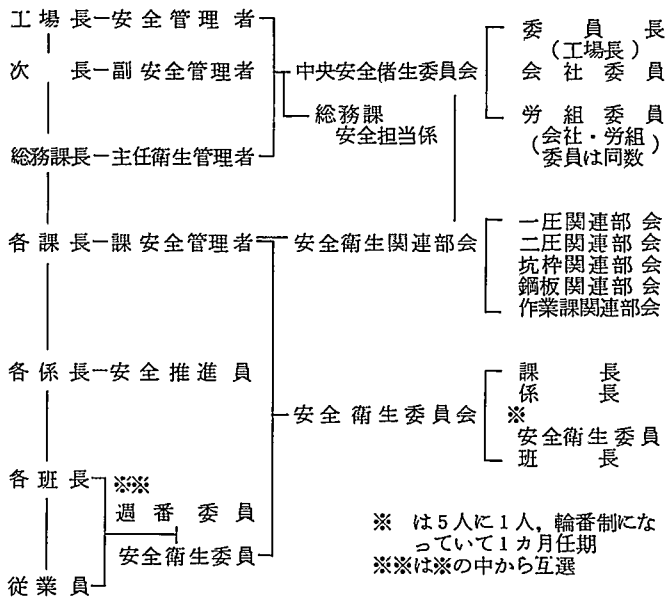 工場長―安全管理者
次長―副安全管理者
総務課長―主任衛生管理者
中央安全偖生委員会
総務課
安全担当係
委員長
(工場長)
会社委員
労組委員
(会社・労組
委員は同数)
各課長―課安全管理者
安全衛生関連部会
一圧関連部会
二圧関連部会
坑枠関連部会
鋼板関連部会
作業課関連部会
各係長―安全推進員
安全衛生委員会
課長
係長
※
安全衛生委員
班長
各班長
※※
週番委員
安全衛生委員
従業員
※ は5人に1人,輪番制にな
っていて1カ月任期
※※は※の中から互選